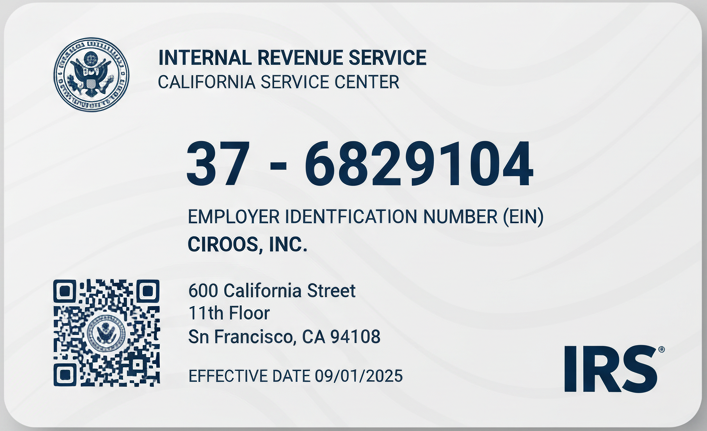 INTERNAL REVENUE SERVICE
CALIFORNIA SERVICE CENTER
37 - 6829104
EMPLOYER IDENTFICATION NUMBER (EIN)
CIROOS, INC.
600 California Street
11th Floor
Sn Francisco, CA 94108
EFFECTIVE DATE 09/01/2025
IRS®